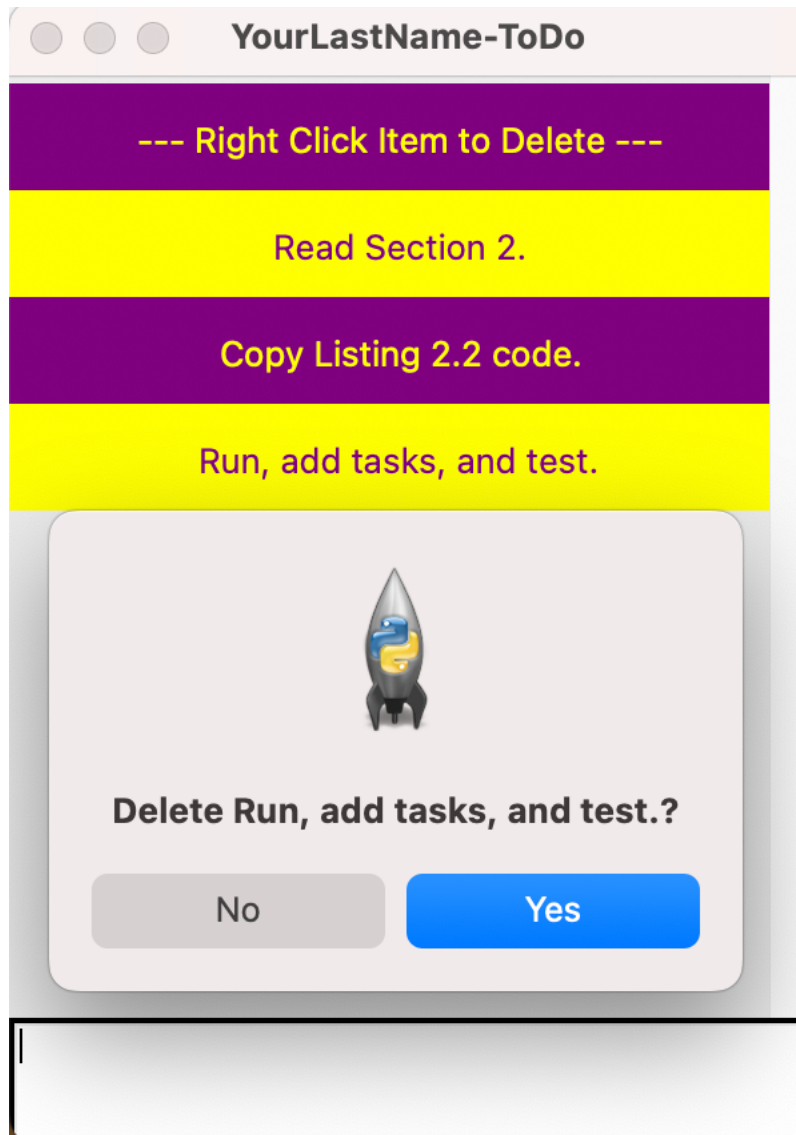 YourLastName-ToDo
--- Right Click Item to Delete ---
Read Section 2.
Copy Listing 2.2 code.
Run, add tasks, and test.
Delete Run, add tasks, and test.?
No Yes